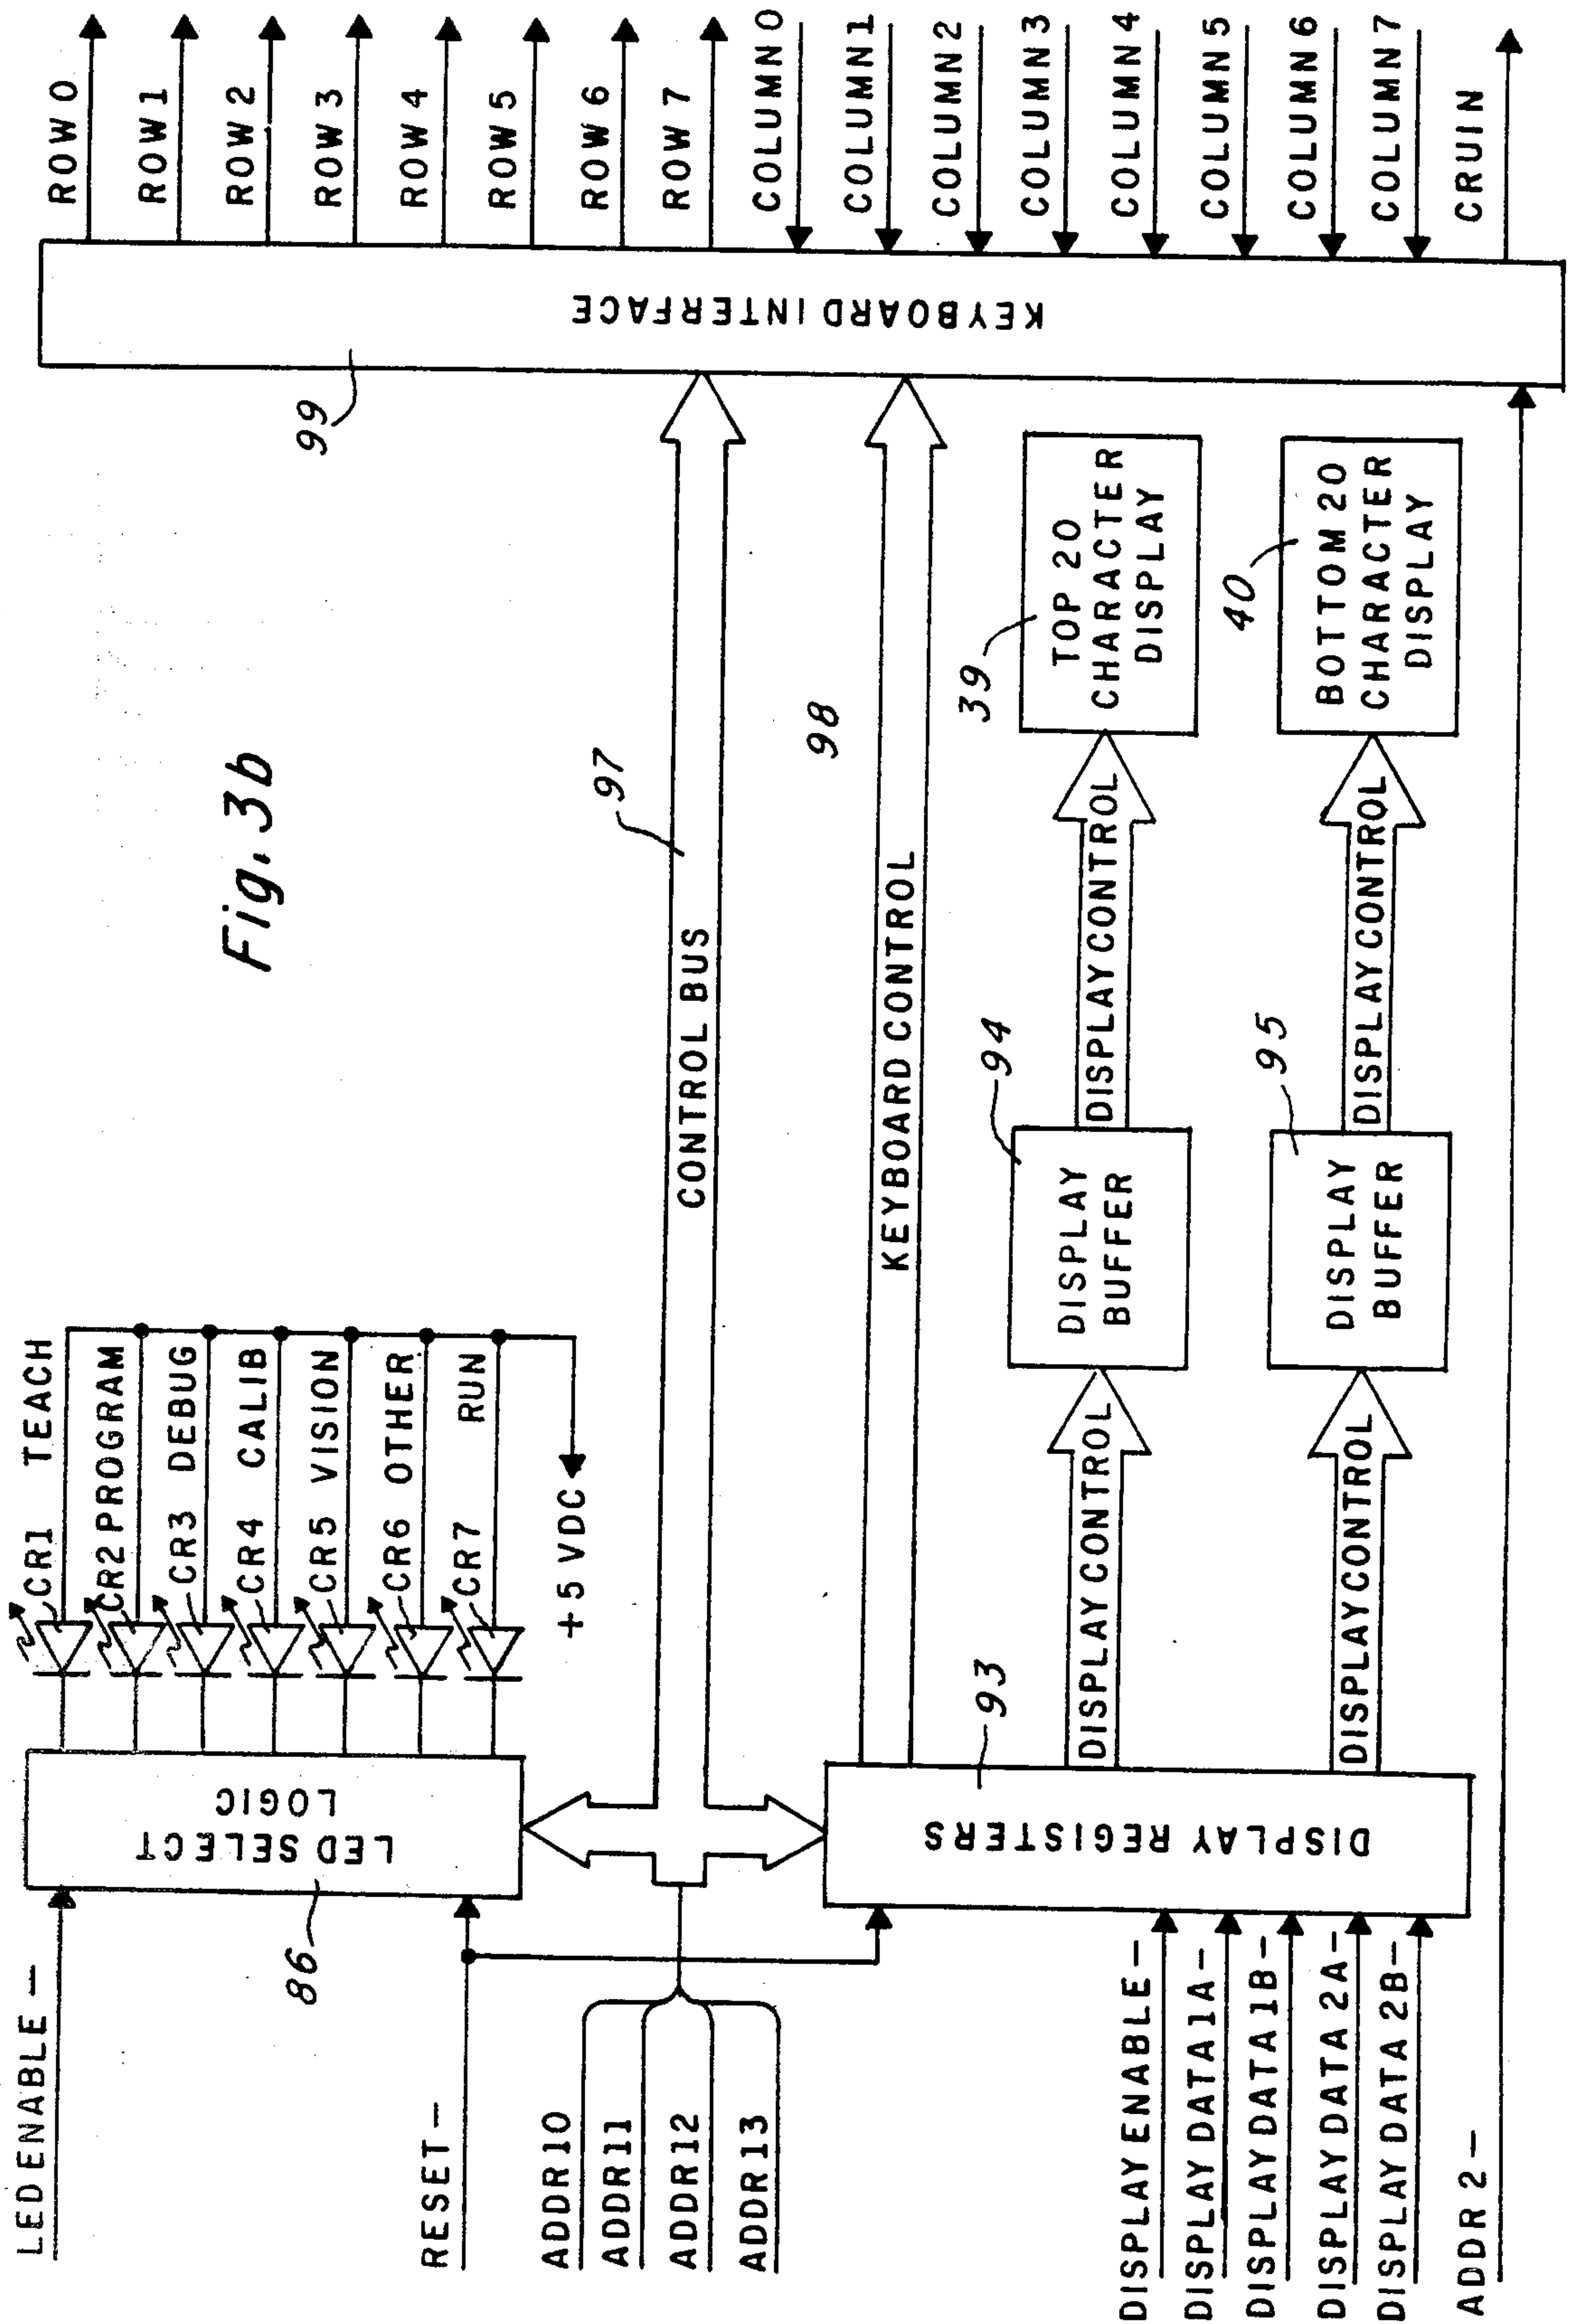 Fig. 3b
LED ENABLE —
RESET —
ADDR 10
ADDR 11
ADDR 12
ADDR 13
DISPLAY ENABLE —
DISPLAY DATA 1A —
DISPLAY DATA 1B —
DISPLAY DATA 2A —
DISPLAY DATA 2B —
ADDR 2 —
86
LED SELECT
LOGIC
CR1 TEACH
CR2 PROGRAM
CR3 DEBUG
CR4 CALIB
CR5 VISION
CR6 OTHER
CR7 RUN
+5 VDC
CONTROL BUS
97
KEYBOARD CONTROL
98
93
DISPLAY REGISTERS
DISPLAY CONTROL
DISPLAY CONTROL
94
DISPLAY
BUFFER
95
DISPLAY
BUFFER
DISPLAY CONTROL
DISPLAY CONTROL
39
TOP 20
CHARACTER
DISPLAY
40
BOTTOM 20
CHARACTER
DISPLAY
99
KEYBOARD INTERFACE
ROW 0
ROW 1
ROW 2
ROW 3
ROW 4
ROW 5
ROW 6
ROW 7
COLUMN 0
COLUMN 1
COLUMN 2
COLUMN 3
COLUMN 4
COLUMN 5
COLUMN 6
COLUMN 7
CRUIN